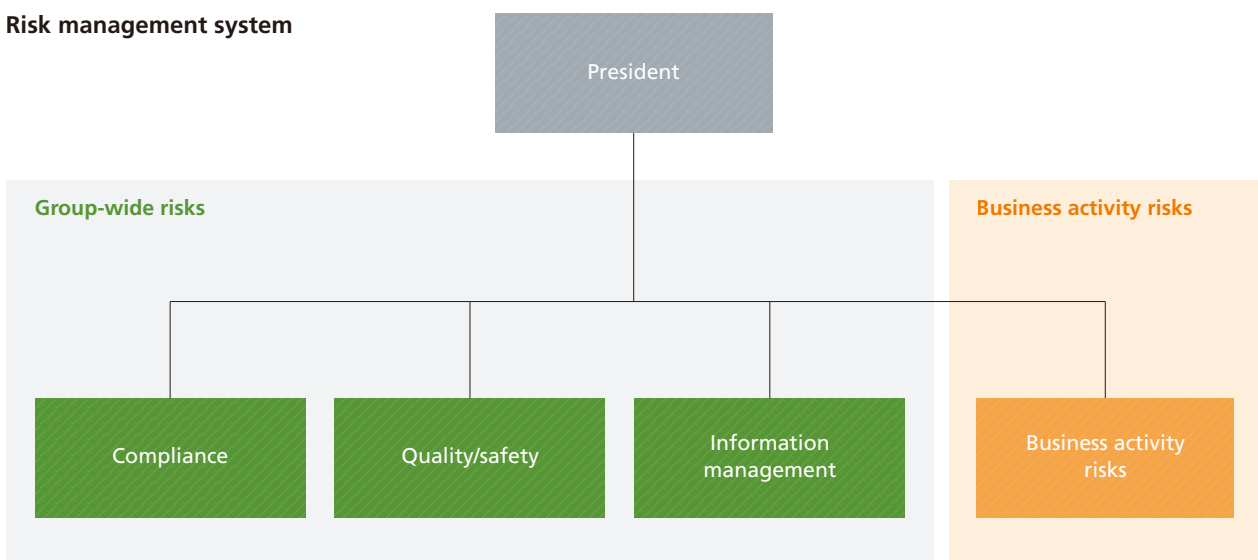 Risk management system
President
Group-wide risks
Business activity risks
Compliance
Quality/safety
Information
management
Business activity
risks